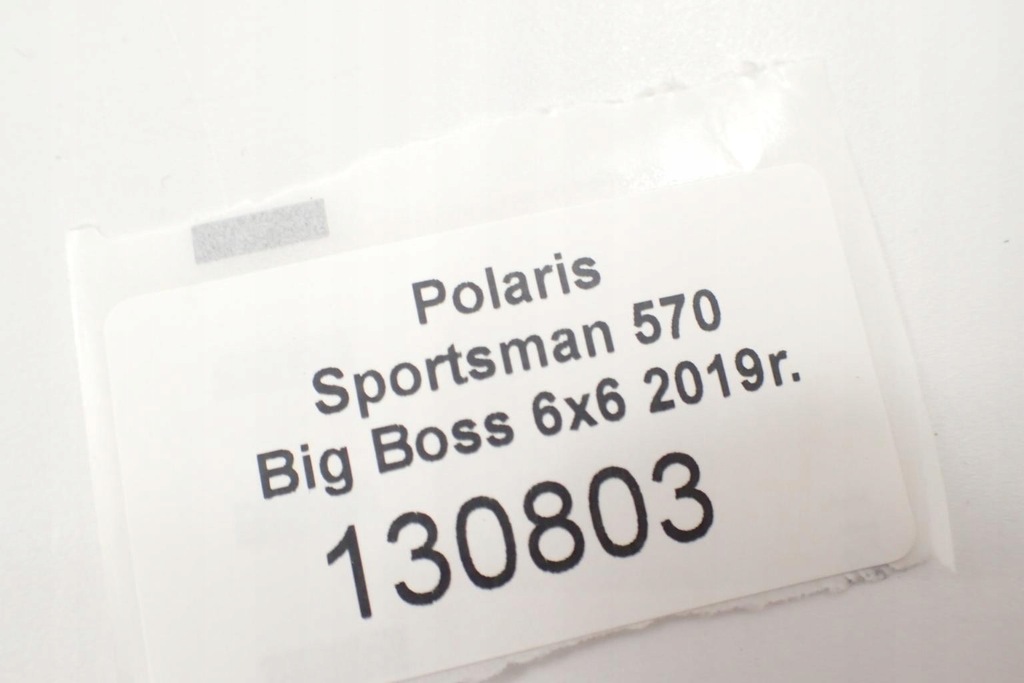 Polaris
Sportsman 570
Big Boss 6x6 2019r.
130803